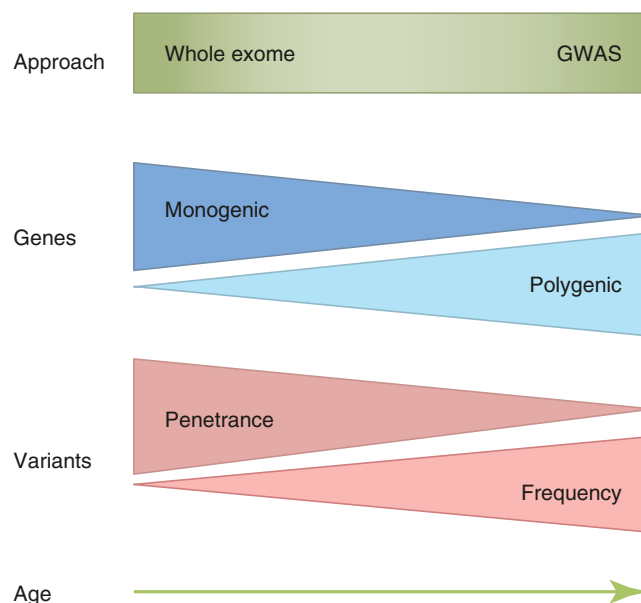 Approach
Whole exome
GWAS
Genes
Monogenic
Polygenic
Variants
Penetrance
Frequency
Age